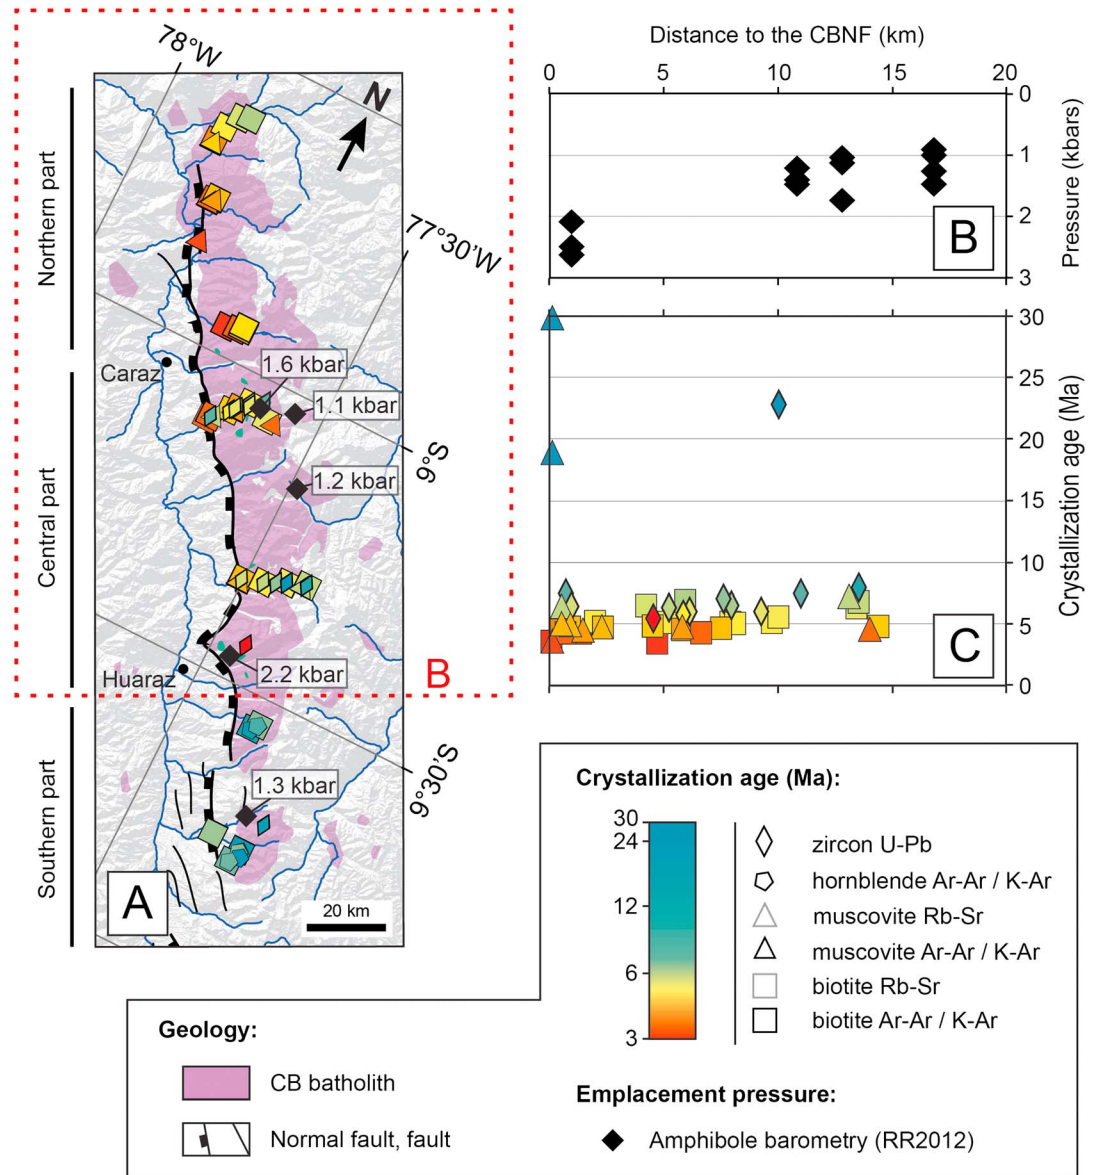 78°W
N
77°30'W
Northern part
Caraz
1.6 kbar
1.1 kbar
9°S
1.2 kbar
Central part
Huaraz
2.2 kbar
B
9°30'S
1.3 kbar
Southern part
A
20 km
Distance to the CBNF (km)
0 5 10 15 20
0
1
2
3
Pressure (kbars)
B
30
25
20
15
10
5
0
Crystallization age (Ma)
C
0 5 10 15 20
Crystallization age (Ma):
30
24
12
6
3
zircon U-Pb
hornblende Ar-Ar / K-Ar
muscovite Rb-Sr
muscovite Ar-Ar / K-Ar
biotite Rb-Sr
biotite Ar-Ar / K-Ar
Geology:
CB batholith
Normal fault, fault
Emplacement pressure:
Amphibole barometry (RR2012)